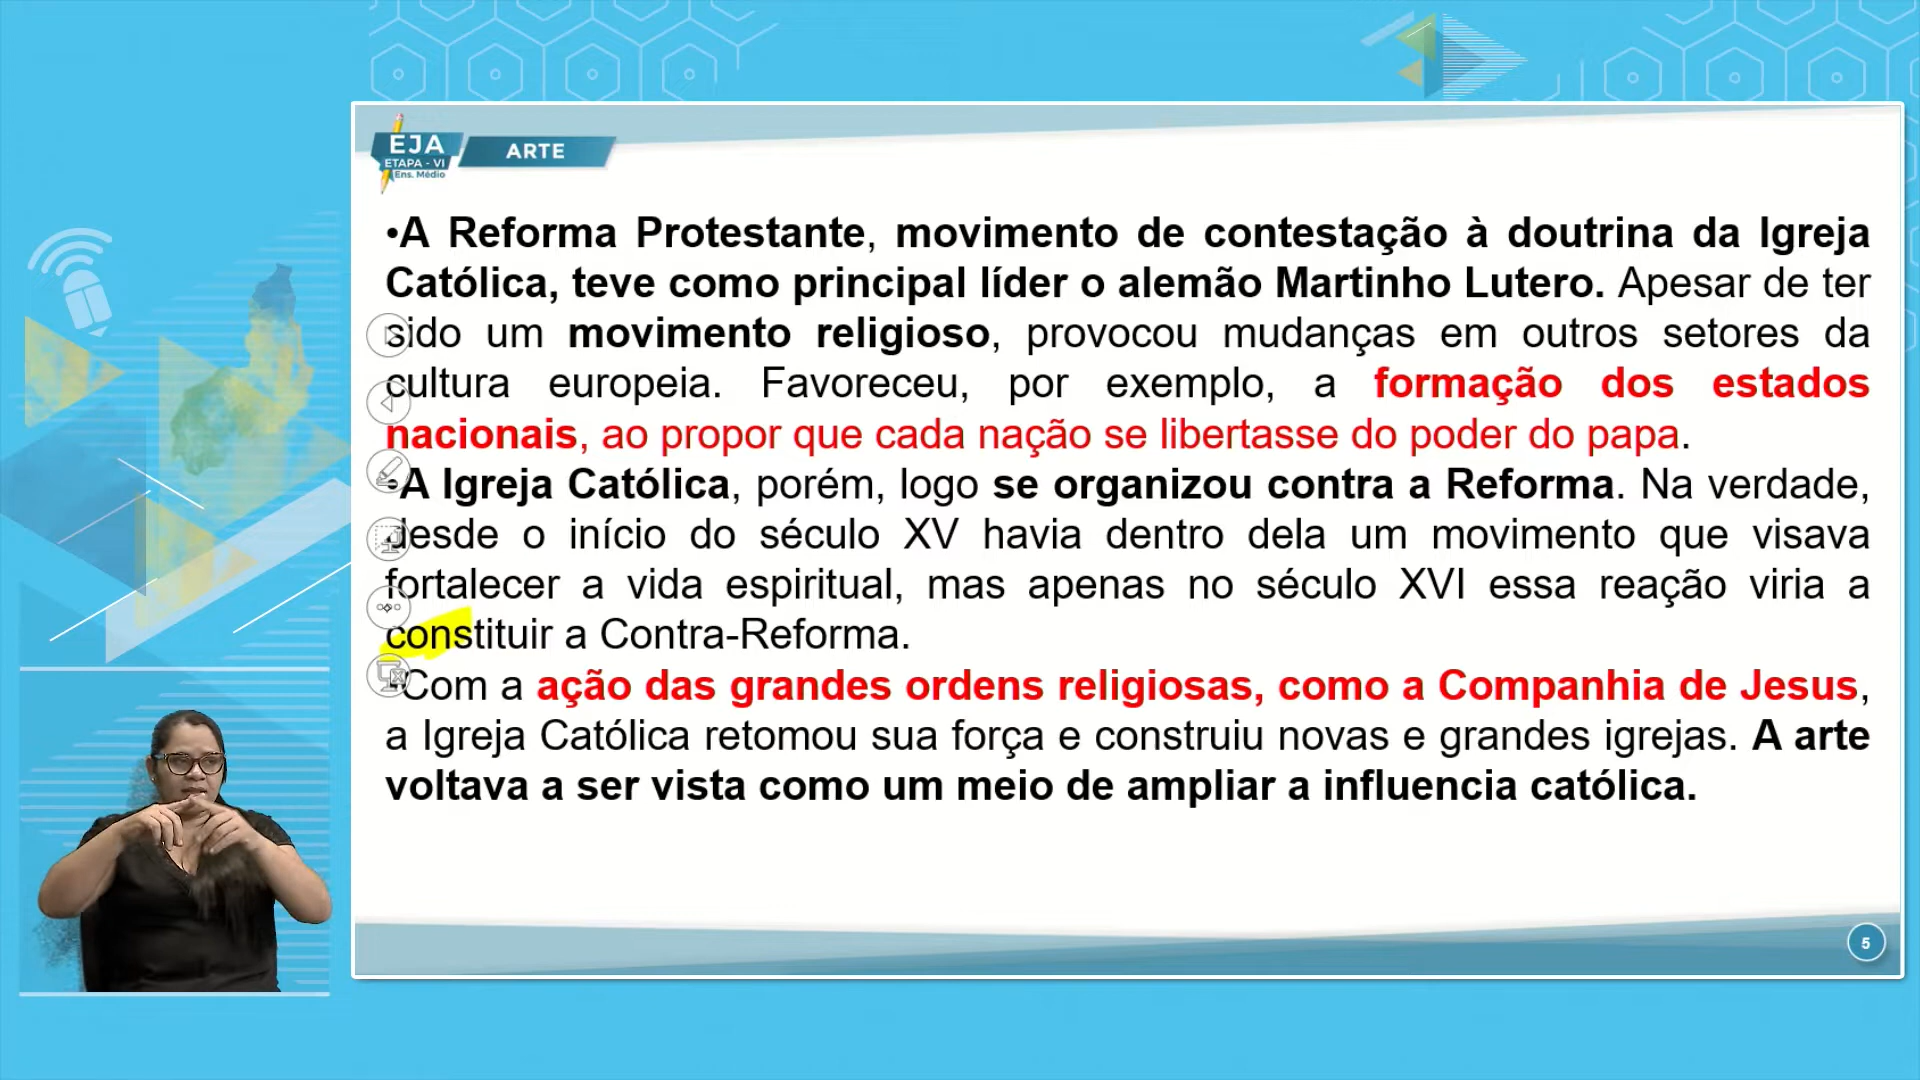 EJA
ETAPA - VI
Ens. Médio
ARTE
•A Reforma Protestante, movimento de contestação à doutrina da Igreja
Católica, teve como principal líder o alemão Martinho Lutero. Apesar de ter
sido um movimento religioso, provocou mudanças em outros setores da
cultura europeia. Favoreceu, por exemplo, a formação dos estados
nacionais, ao propor que cada nação se libertasse do poder do papa.
•A Igreja Católica, porém, logo se organizou contra a Reforma. Na verdade,
desde o início do século XV havia dentro dela um movimento que visava
fortalecer a vida espiritual, mas apenas no século XVI essa reação viria a
constituir a Contra-Reforma.
•Com a ação das grandes ordens religiosas, como a Companhia de Jesus,
a Igreja Católica retomou sua força e construiu novas e grandes igrejas. A arte
voltava a ser vista como um meio de ampliar a influencia católica.
5